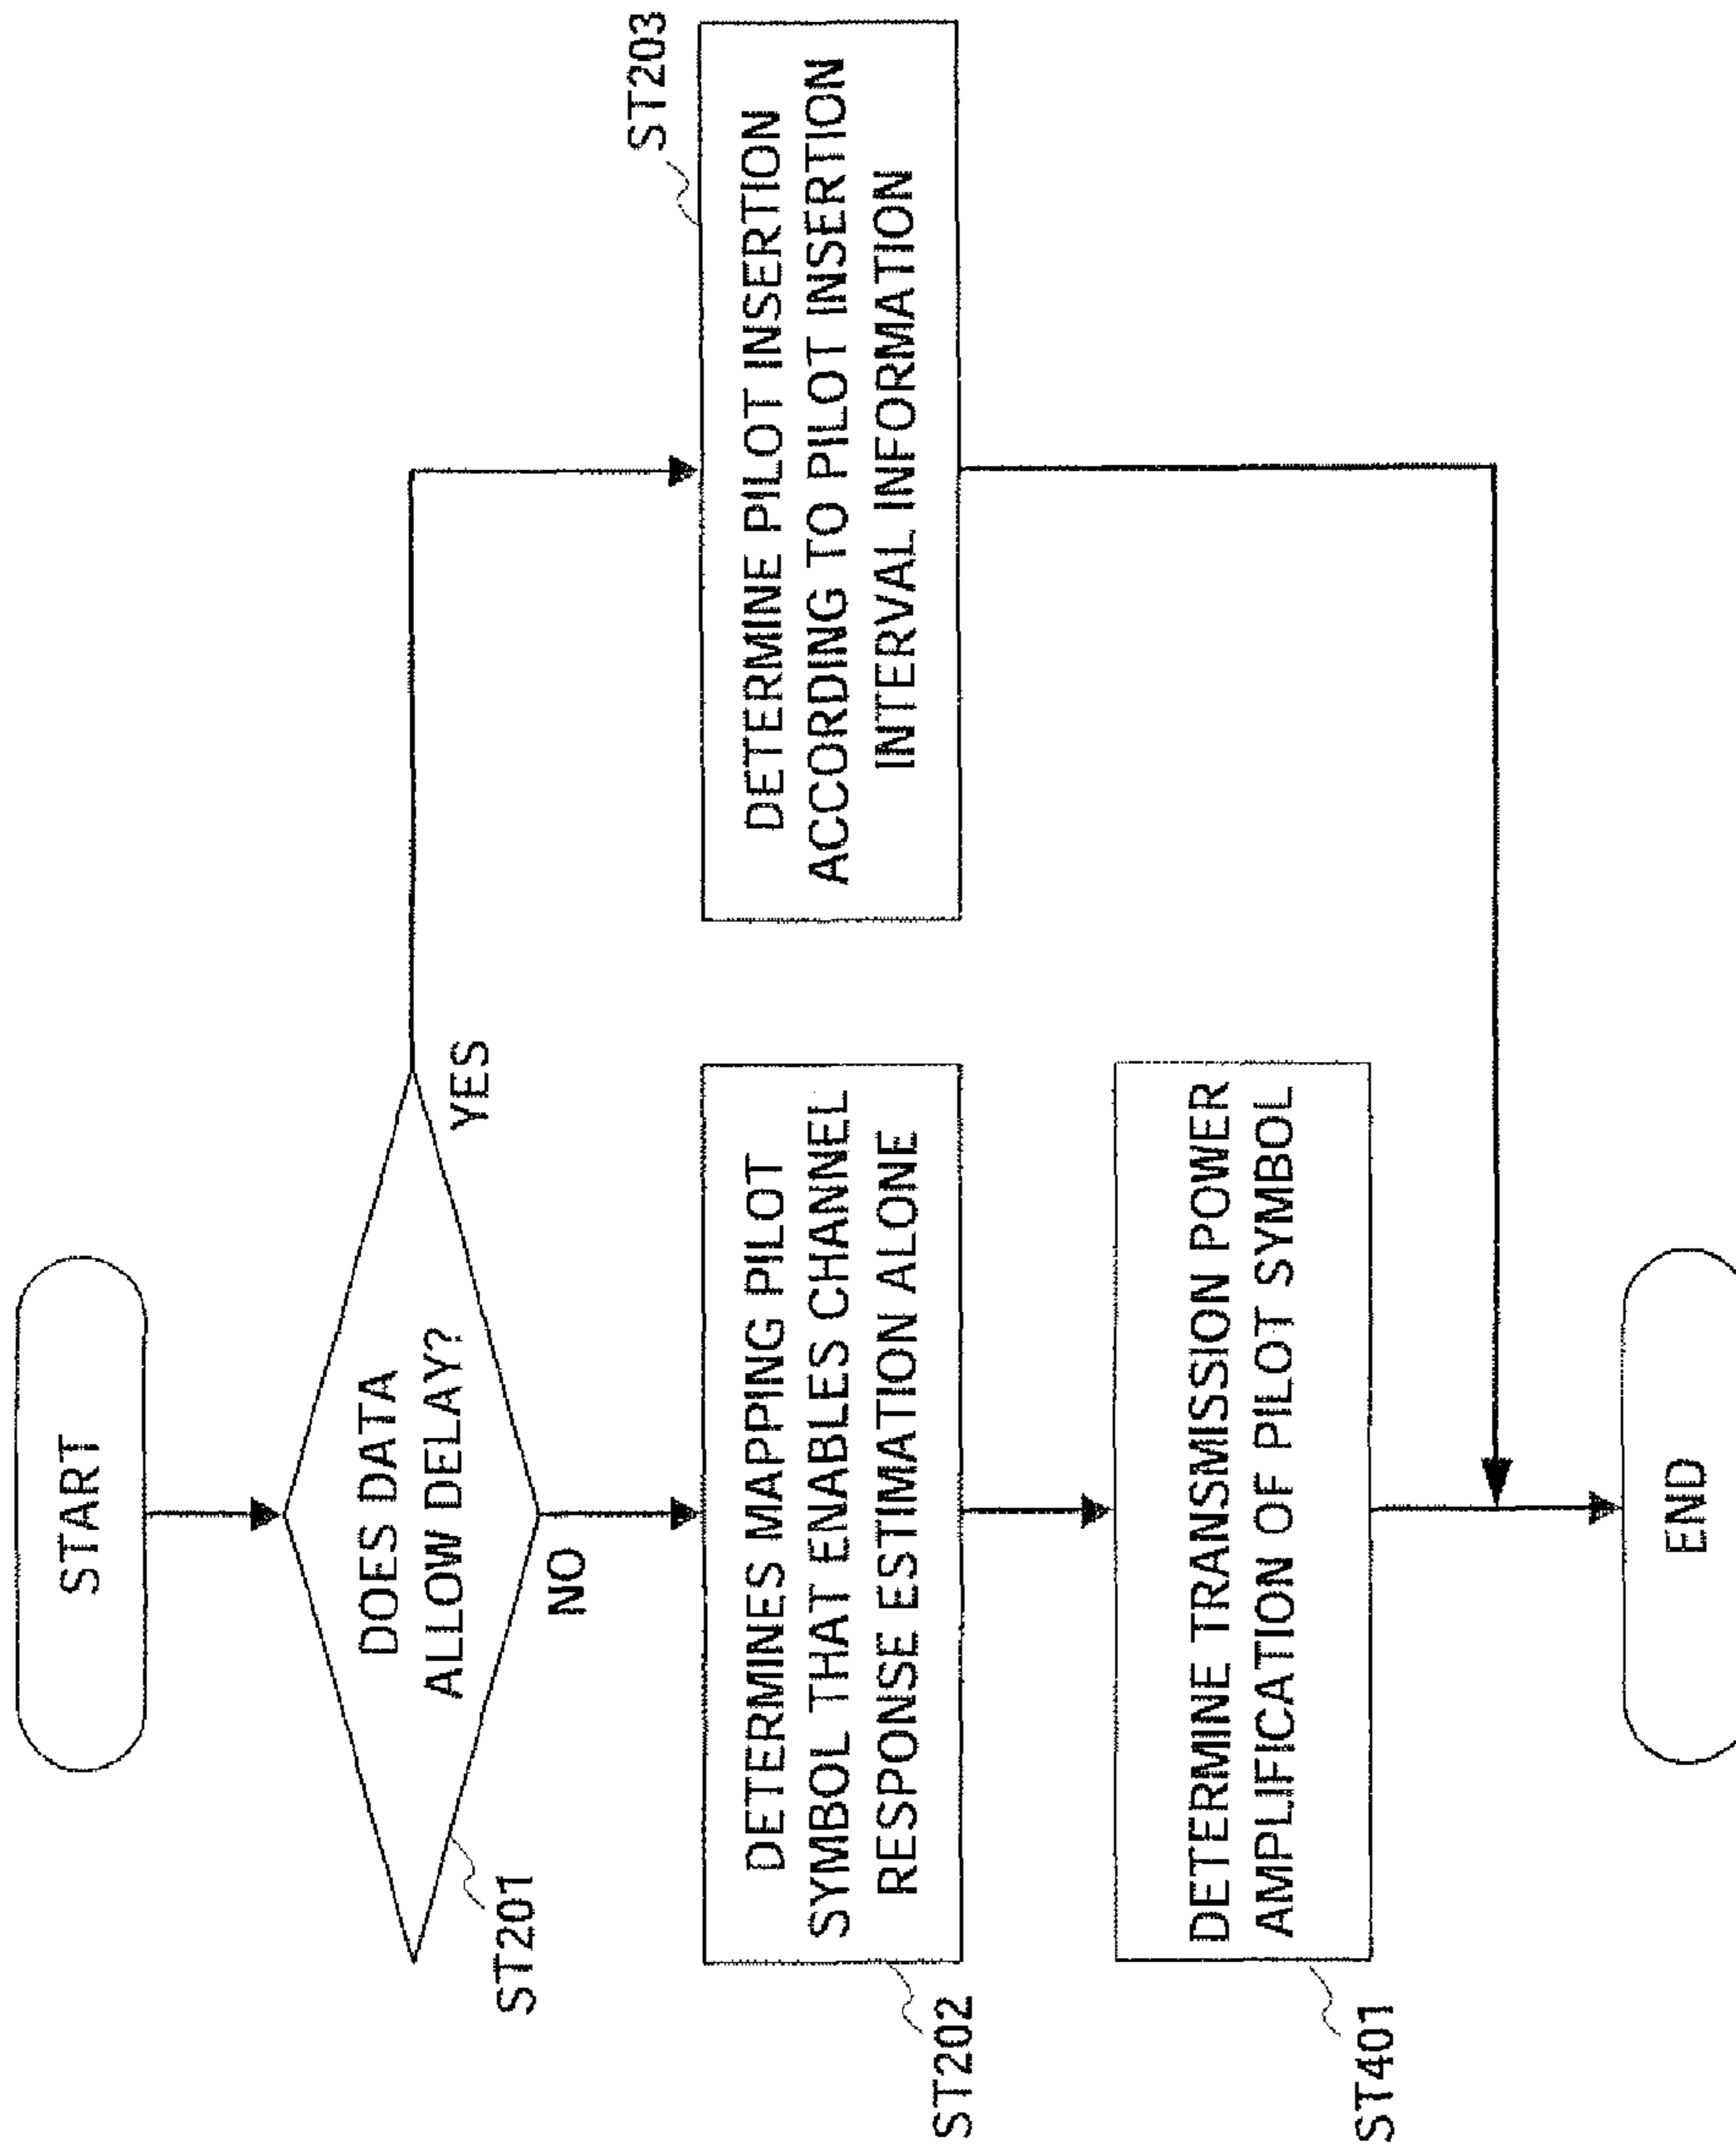 START
DOES DATA
ALLOW DELAY?
ST201
YES
NO
DETERMINES MAPPING PILOT
SYMBOL THAT ENABLES CHANNEL
RESPONSE ESTIMATION ALONE
ST202
DETERMINE PILOT INSERTION
ACCORDING TO PILOT INSERTION
INTERVAL INFORMATION
ST203
DETERMINE TRANSMISSION POWER
AMPLIFICATION OF PILOT SYMBOL
ST401
END